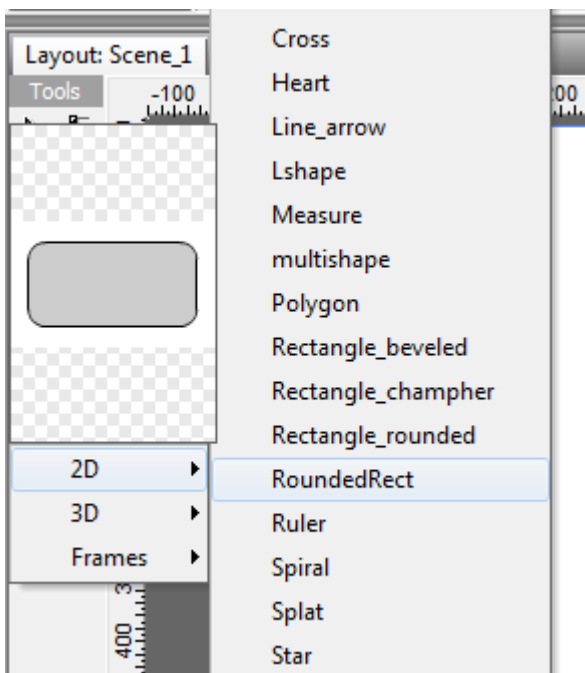 Layout: Scene_1
Tools
-100
00
2D
3D
Frames
400
Cross
Heart
Line_arrow
Lshape
Measure
multishape
Polygon
Rectangle_beveled
Rectangle_champher
Rectangle_rounded
RoundedRect
Ruler
Spiral
Splat
Star